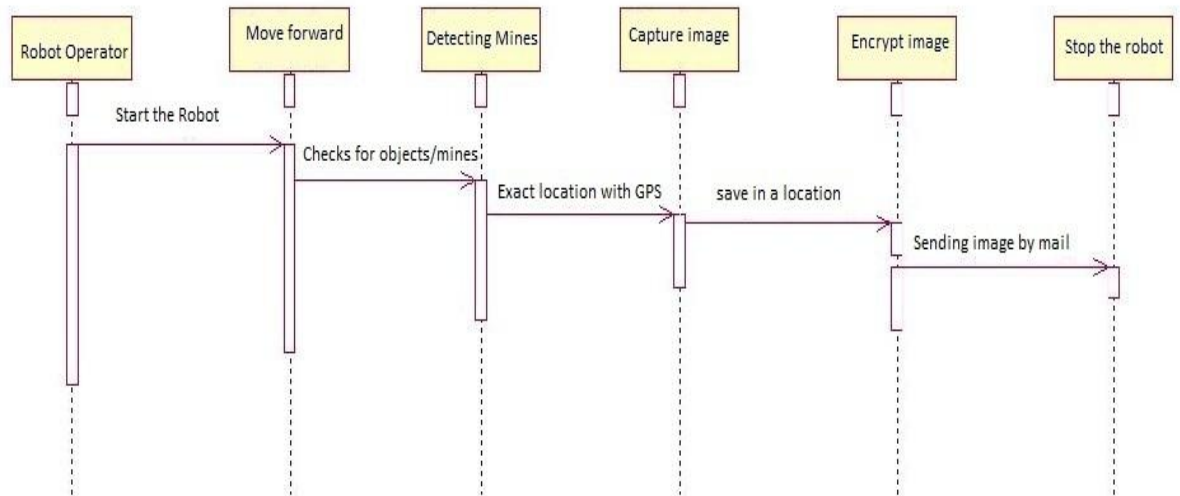 Robot Operator
Move forward
Detecting Mines
Capture image
Encrypt image
Stop the robot
Start the Robot
Checks for objects/mines
Exact location with GPS
save in a location
Sending image by mail